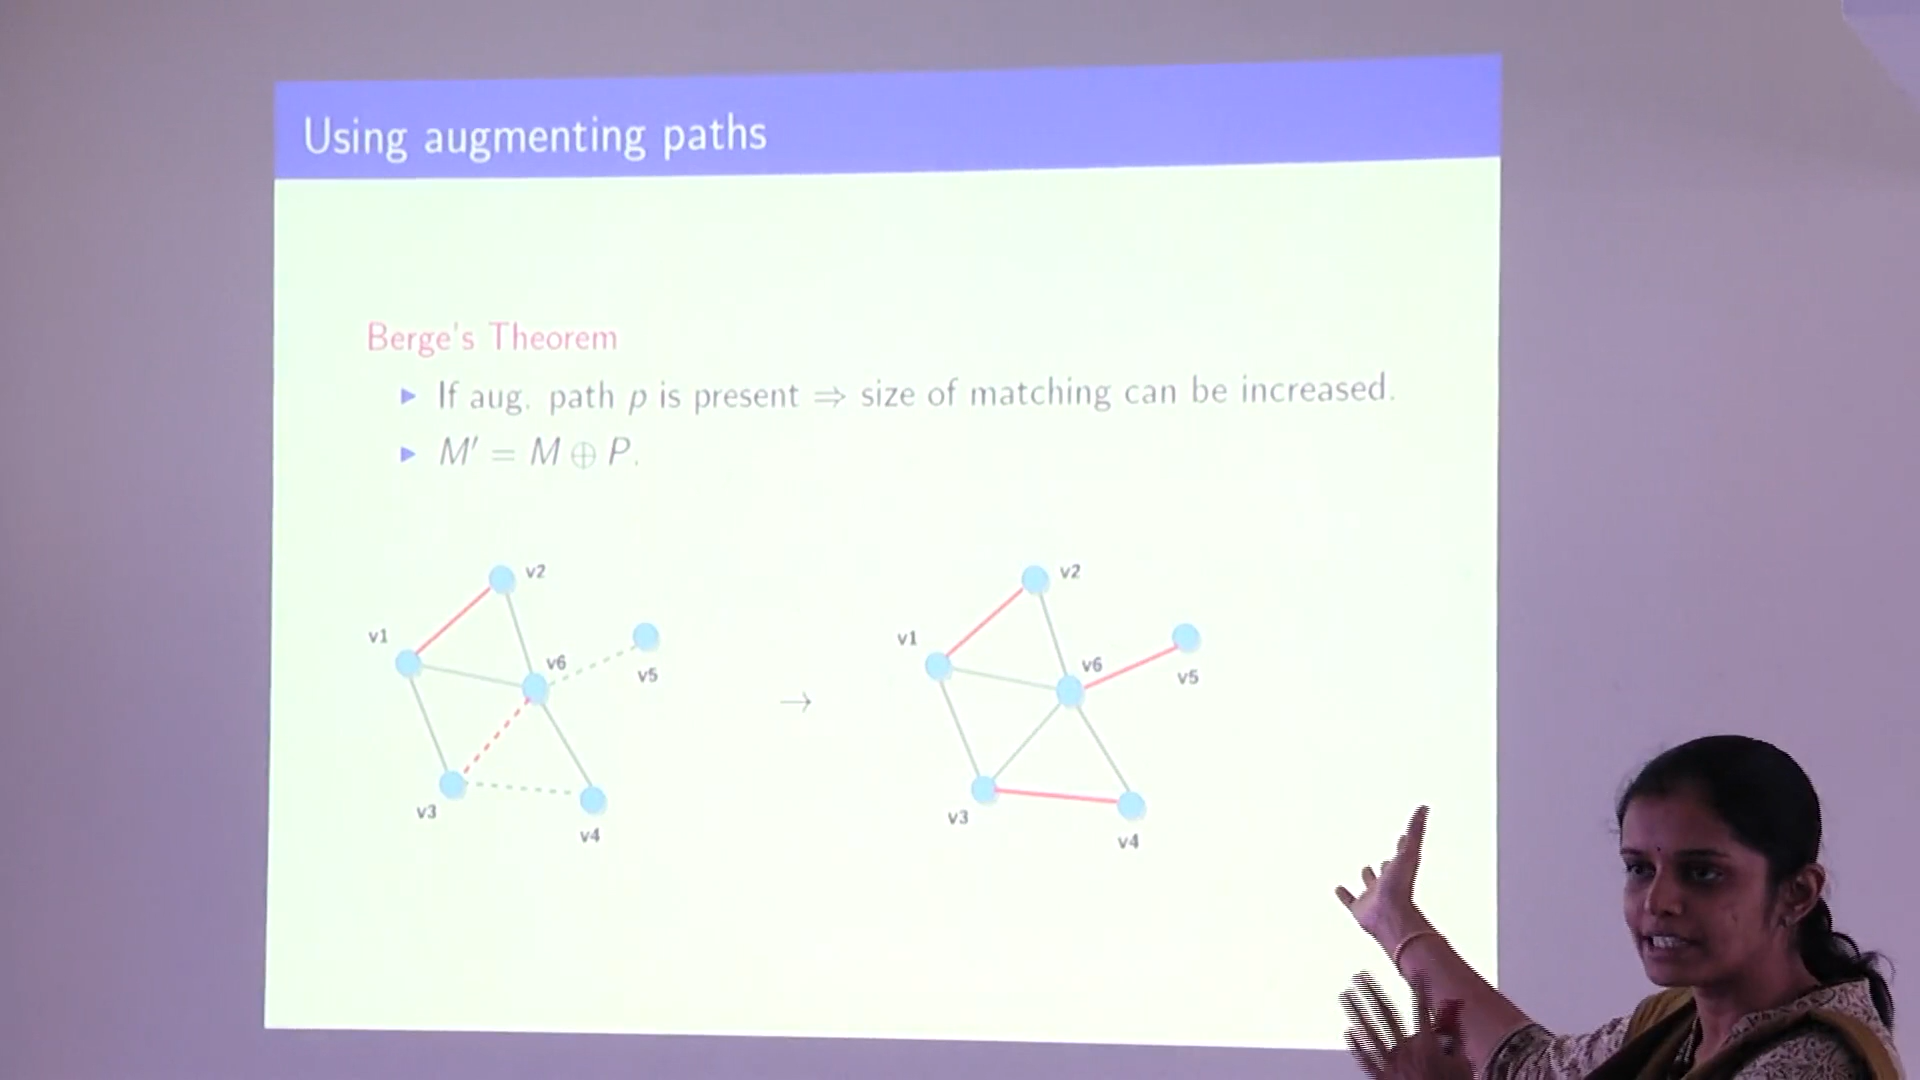 Using augmenting paths
Berge's Theorem
▶ If aug. path p is present ⇒ size of matching can be increased.
▶ M′ = M ⊕ P.
v2 v2
v1 v1
v6 v6
v5 v5
→
v3 v3
v4 v4